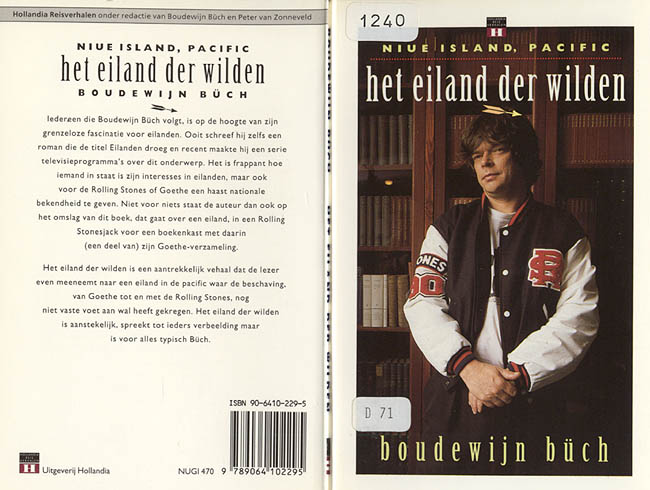 Hollandia Reisverhalen onder redactie van Boudewijn Büch en Peter van Zonneveld
NIUE ISLAND, PACIFIC
het eiland der wilden
BOUDEWIJN BÜCH
Iederzen die Boudewijn Büch volgt, is op de hoogte van zijn
grenzeloze fascinatie voor eilanden. Ooit schreef hij zelfs een
roman die de titel Eilanden droeg en recent maakte hij een serie
televisieprogramma's over dit onderwerp. Het is frappant hoe
iemand in staat is zijn interesses in eilanden, maar ook
voor de Rolling Stones of Goethe een haast nationale
bekendheid te geven. Niet voor niets staat de auteur dan ook op
het omslag van dit boek, dat gaat over een eiland, in een Rolling
Stonesjack voor een boekenkast met daarin
(een deel van) zijn Goethe-verzameling.
Het eiland der wilden is een aantrekkelijk vehaal dat de lezer
even meeneemt naar een eiland in de pacific waar de beschaving,
van Goethe tot en met de Rolling Stones, nog
niet vaste voet aan wal heeft gekregen. Het eiland der wilden
is aanstekelijk, spreekt tot ieders verbeelding maar
is voor alles typisch Büch.
ISBN 90-6410-229-5
H Uitgeverij Hollandia
NUGI 470
9 789064 102295
1240
H
NIUE ISLAND, PACIFIC
het eiland der wilden
ONES
90
D 71
boudewijn büch